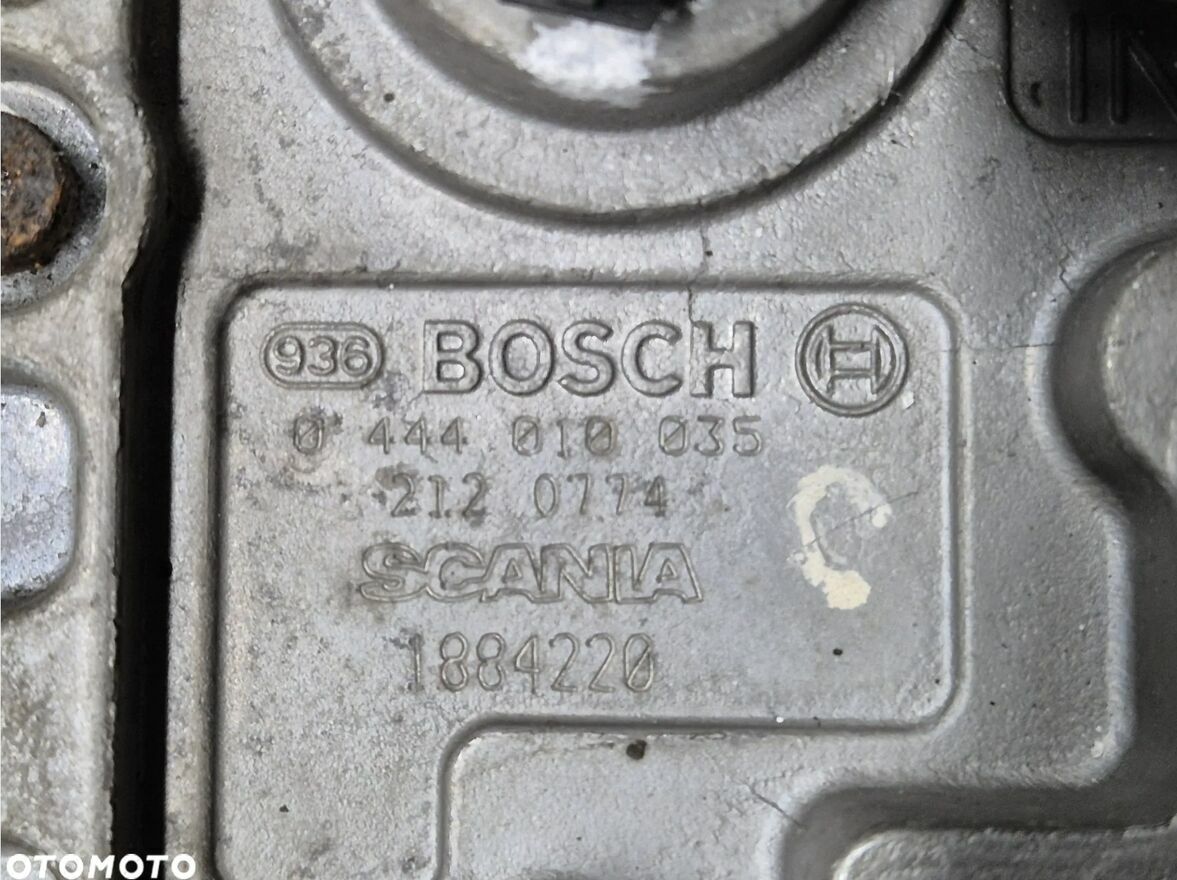 936 BOSCH
0 444 010 035
212 0774
SCANIA
1884220
C
OTOMOTO